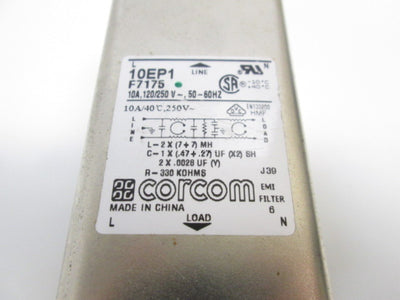 L N
10EP1 LINE
F7175
10A,120/250 V~, 50-60HZ
10A/40°C,250V~
LINE LOAD
L-2 X (7+7) MH
C-1 X (.47+.27) UF (X2) SH
2 X .0028 UF (Y)
R-330 KOHMS J39
corcom EMI
FILTER
MADE IN CHINA 6
LOAD
L N